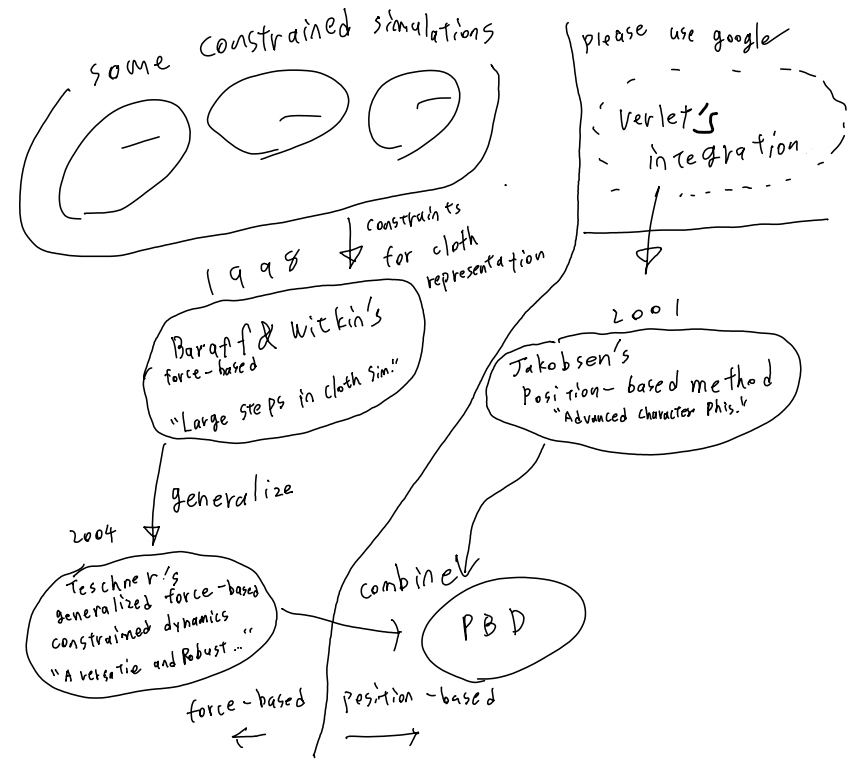 some constrained simulations
please use google
verlet's
integration
constraints
for cloth
representation
1998
Baraff & Witkin's
force-based
"Large steps in cloth sim."
2001
Jakobsen's
Position-based method
"Advanced Character Phis."
generalize
2004
Teschner's
generalized force-based
constrained dynamics
"A versatie and Robust..."
combine
PBD
force-based
position-based